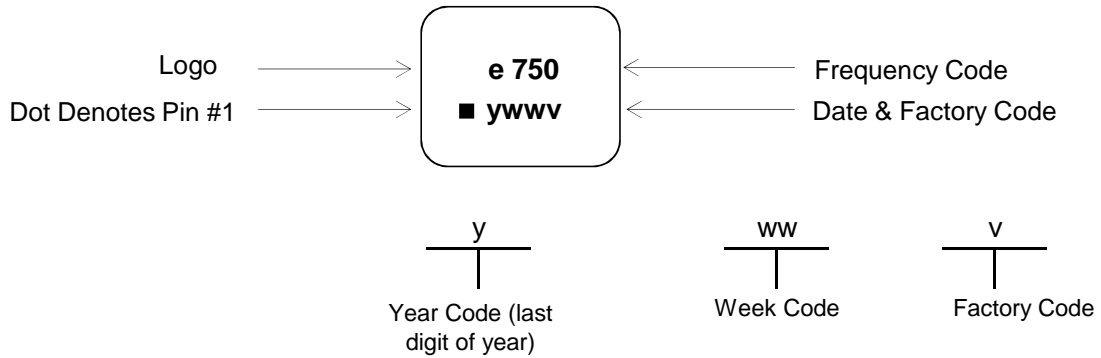 Logo
e 750
Frequency Code
Dot Denotes Pin #1
■ ywwv
Date & Factory Code
y
ww
v
Year Code (last
digit of year)
Week Code
Factory Code